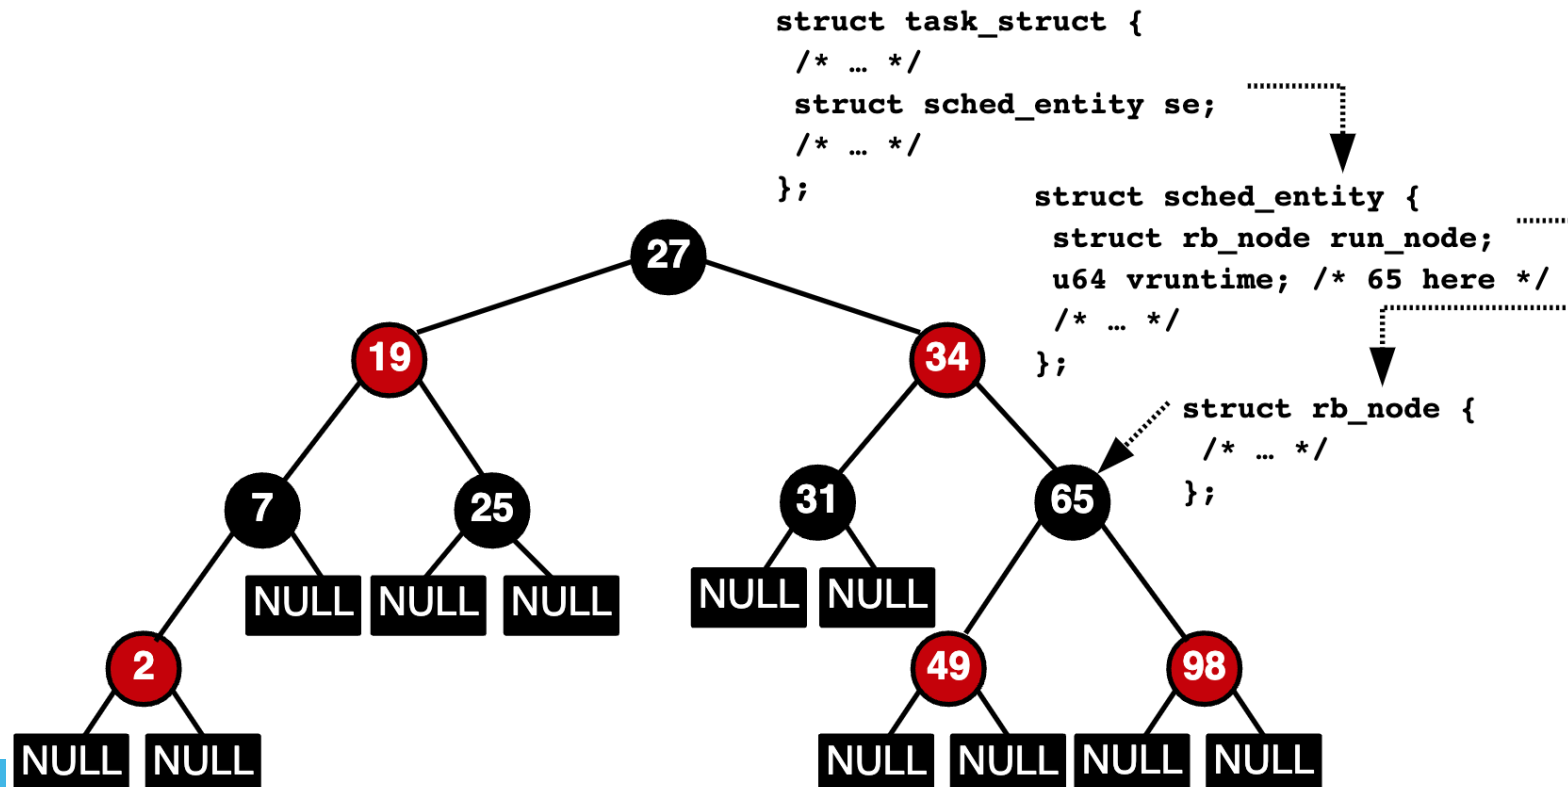 struct task_struct {
/* … */
struct sched_entity se;
/* … */
};
struct sched_entity {
struct rb_node run_node;
u64 vruntime; /* 65 here */
/* … */
};
struct rb_node {
/* … */
};
27
19
34
7
25
31
65
NULL
NULL
NULL
NULL
NULL
2
49
98
NULL
NULL
NULL
NULL
NULL
NULL